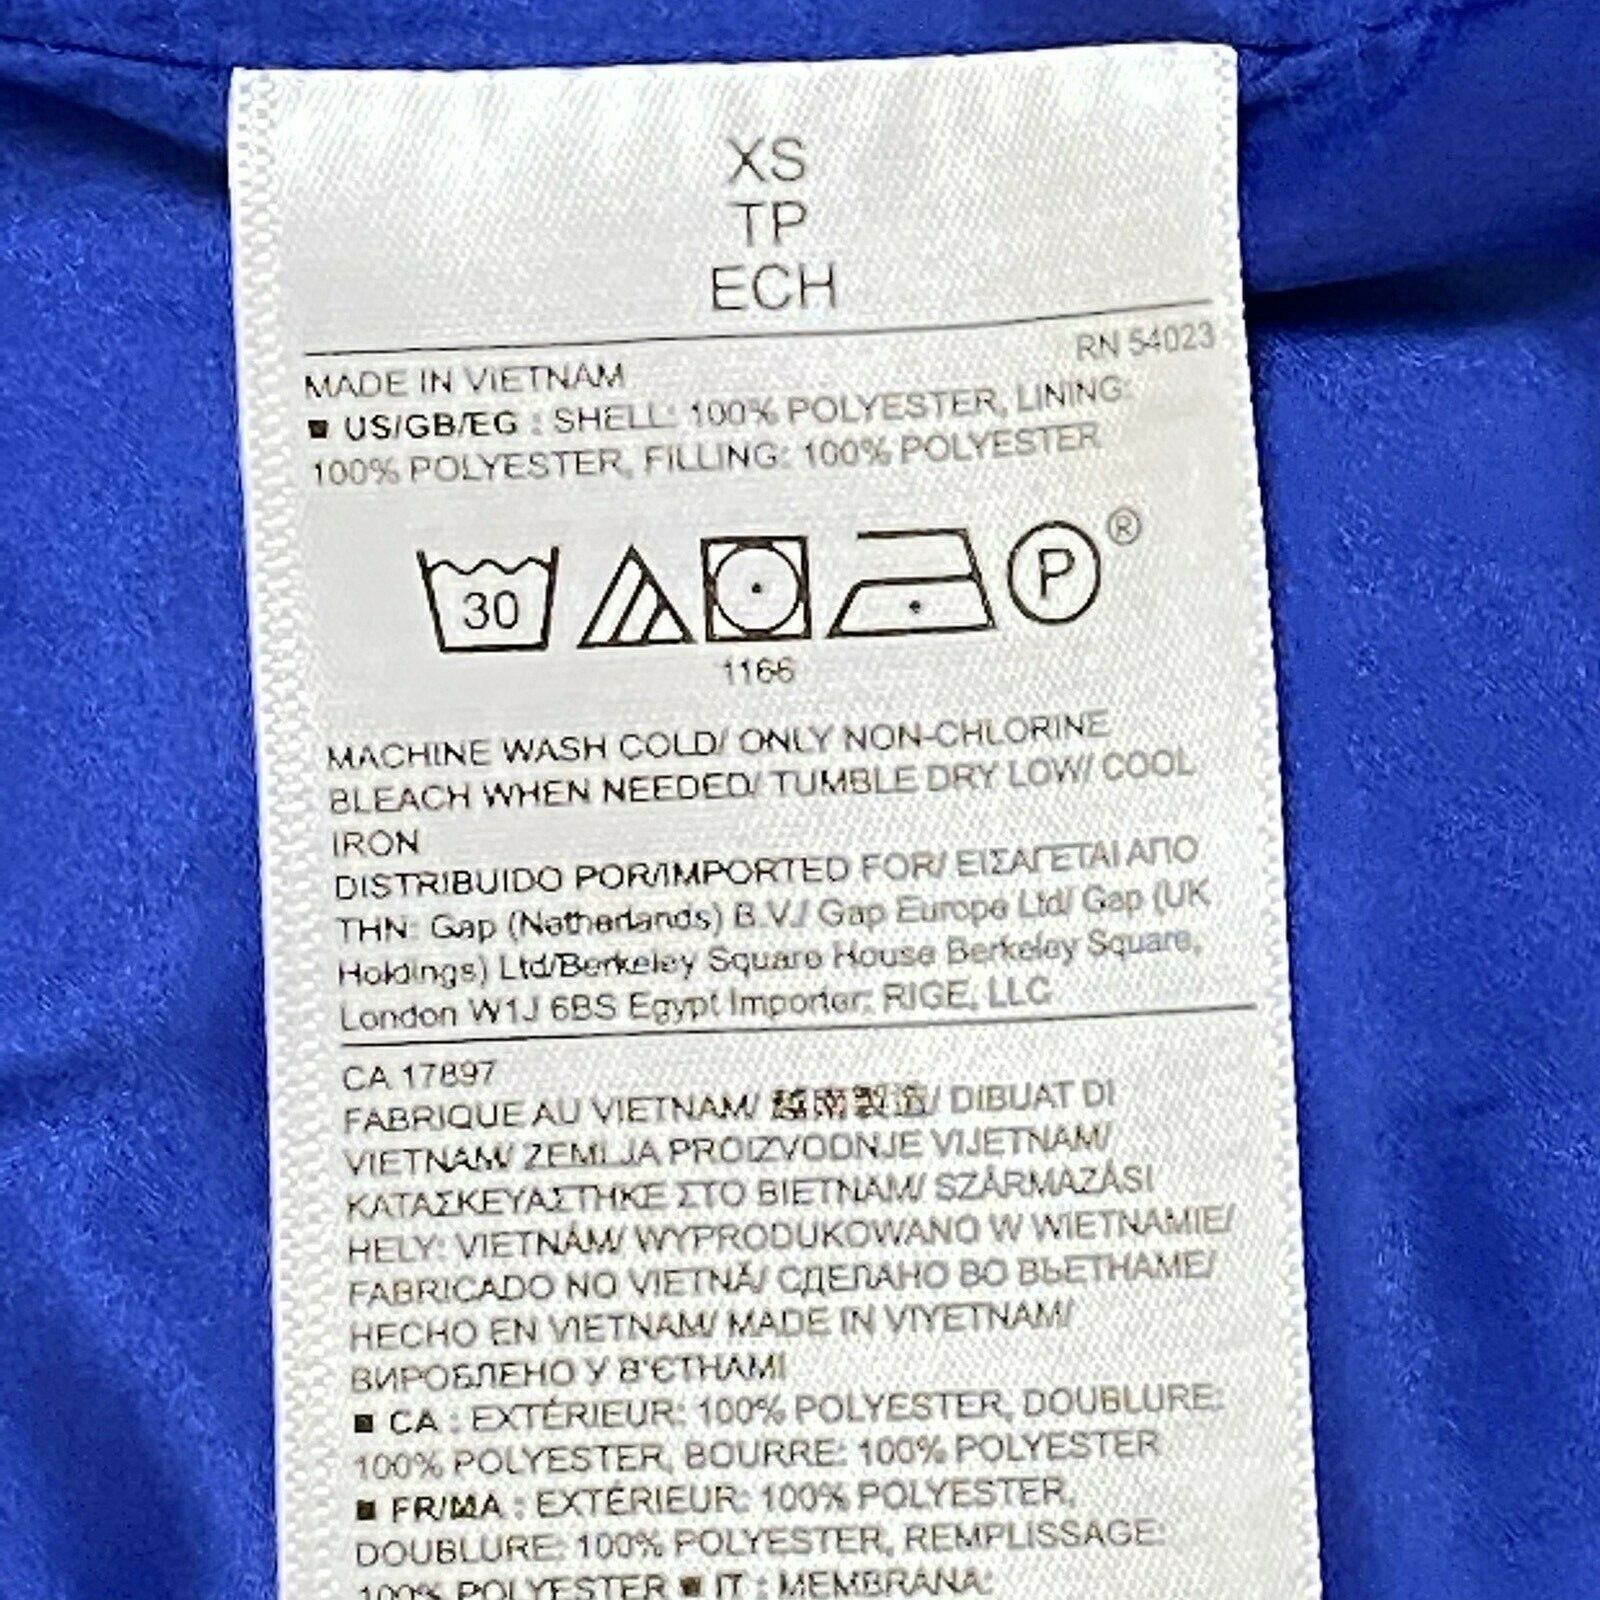 XS
TP
ECH
RN 54023
MADE IN VIETNAM
■ US/GB/EG : SHELL: 100% POLYESTER, LINING:
100% POLYESTER, FILLING: 100% POLYESTER
30 P ®
1166
MACHINE WASH COLD/ ONLY NON-CHLORINE
BLEACH WHEN NEEDED/ TUMBLE DRY LOW/ COOL
IRON
DISTRIBUIDO POR/IMPORTED FOR/ ΕΙΣΑΓΕΤΑΙ ΑΠΟ
ΤΗΝ: Gap (Netherlands) B.V./ Gap Europe Ltd/ Gap (UK
Holdings) Ltd/Berkeley Square House Berkeley Square,
London W1J 6BS Egypt Importer: RIGE, LLC
CA 17897
FABRIQUE AU VIETNAM/ 越南製造/ DIBUAT DI
VIETNAM/ ZEMLJA PROIZVODNJE VIJETNAM/
ΚΑΤΑΣΚΕΥΑΣΤΗΚΕ ΣΤΟ ΒΙΕΤΝΑΜ/ SZÁRMAZÁSI
HELY: VIETNÁM/ WYPRODUKOWANO W WIETNAMIE/
FABRICADO NO VIETNÃ/ СДЕЛАНО ВО ВЬЕТНАМЕ/
HECHO EN VIETNAM/ MADE IN VIYETNAM/
ВИРОБЛЕНО У В'ЄТНАМІ
■ CA : EXTÉRIEUR: 100% POLYESTER, DOUBLURE:
100% POLYESTER, BOURRE: 100% POLYESTER
■ FR/MA : EXTÉRIEUR: 100% POLYESTER,
DOUBLURE: 100% POLYESTER, REMPLISSAGE:
100% POLYESTER ■ IT : MEMBRANA: